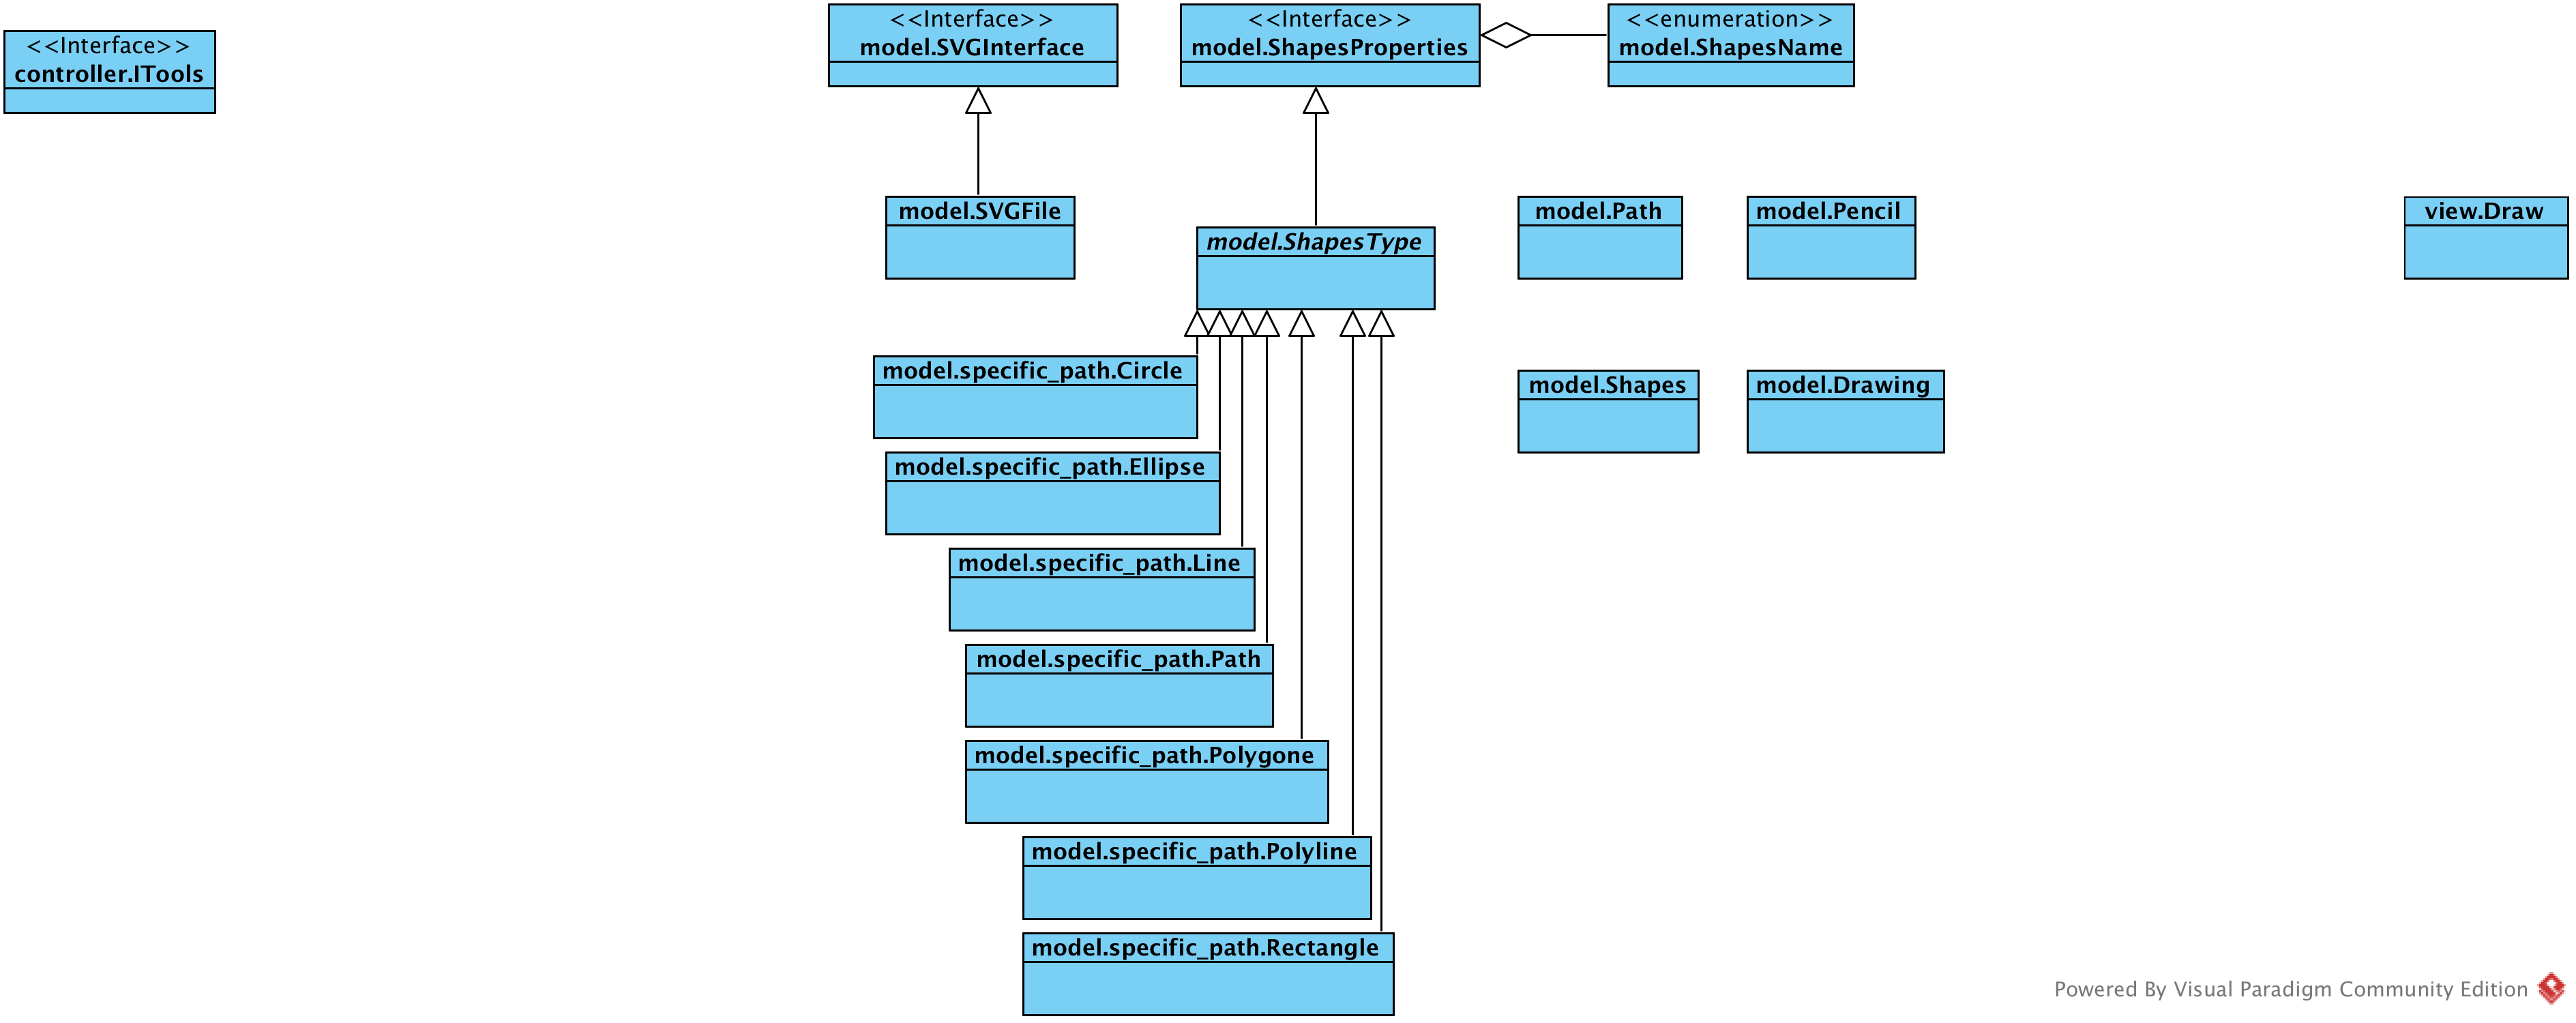 <<Interface>>
controller.ITools
<<Interface>>
model.SVGInterface
<<Interface>>
model.ShapesProperties
<<enumeration>>
model.ShapesName
model.SVGFile
model.ShapesType
model.Path
model.Pencil
view.Draw
model.specific_path.Circle
model.Shapes
model.Drawing
model.specific_path.Ellipse
model.specific_path.Line
model.specific_path.Path
model.specific_path.Polygone
model.specific_path.Polyline
model.specific_path.Rectangle
Powered By Visual Paradigm Community Edition